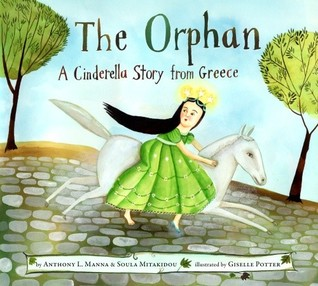 The Orphan
A Cinderella Story from Greece
by Anthony L. Manna & Soula Mitakidou illustrated by Giselle Potter